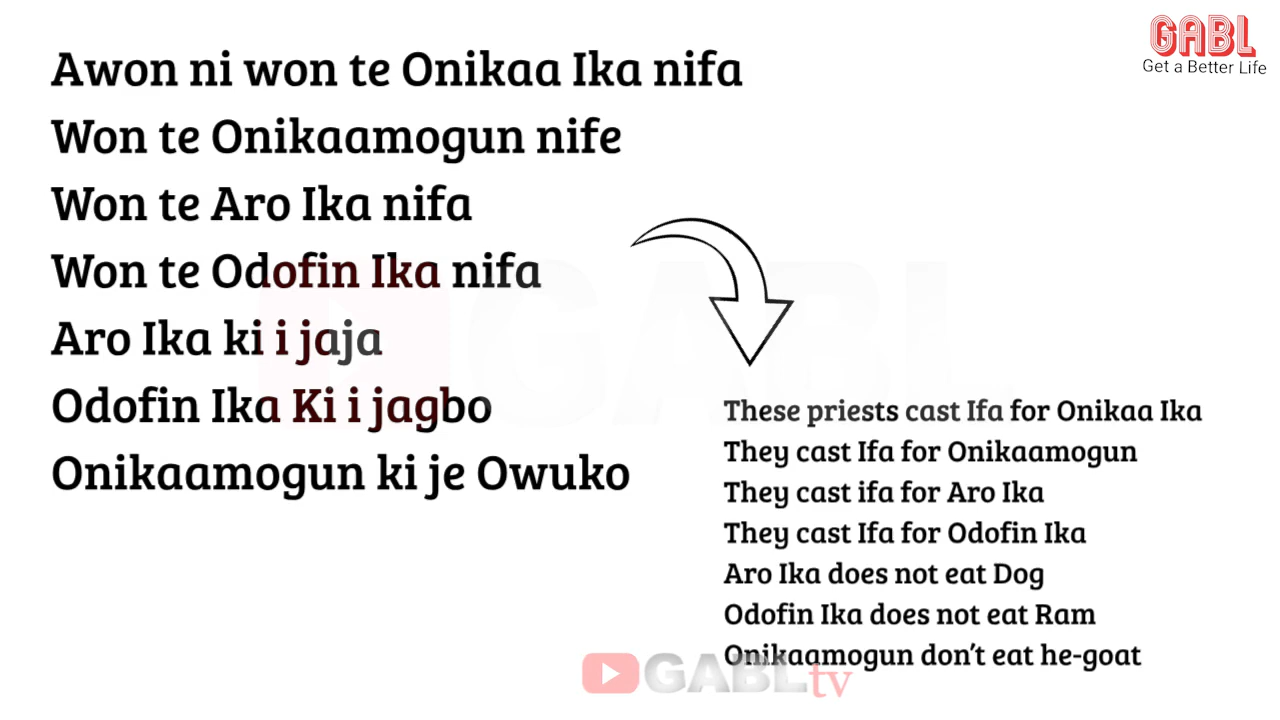 GABL
Get a Better Life
Awon ni won te Onikaa Ika nifa
Won te Onikaamogun nife
Won te Aro Ika nifa
Won te Odofin Ika nifa
Aro Ika ki i jaja
Odofin Ika Ki i jagbo
Onikaamogun ki je Owuko
These priests cast Ifa for Onikaa Ika
They cast Ifa for Onikaamogun
They cast ifa for Aro Ika
They cast Ifa for Odofin Ika
Aro Ika does not eat Dog
Odofin Ika does not eat Ram
Onikaamogun don't eat he-goat
GABL tv
GABL